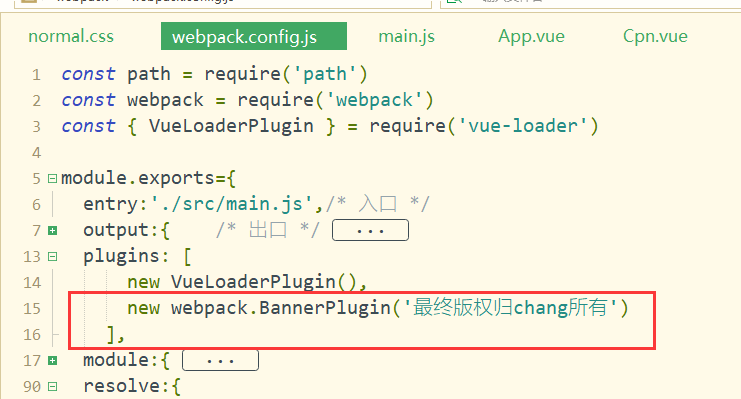 normal.css webpack.config.js main.js App.vue Cpn.vue
1 const path = require('path')
2 const webpack = require('webpack')
3 const { VueLoaderPlugin } = require('vue-loader')
4
5 module.exports={
6 entry:'./src/main.js',/* 入口 */
7 output:{ /* 出口 */ ...
13 plugins: [
14 new VueLoaderPlugin(),
15 new webpack.BannerPlugin('最终版权归chang所有')
16 ],
17 module:{ ...
90 resolve:{